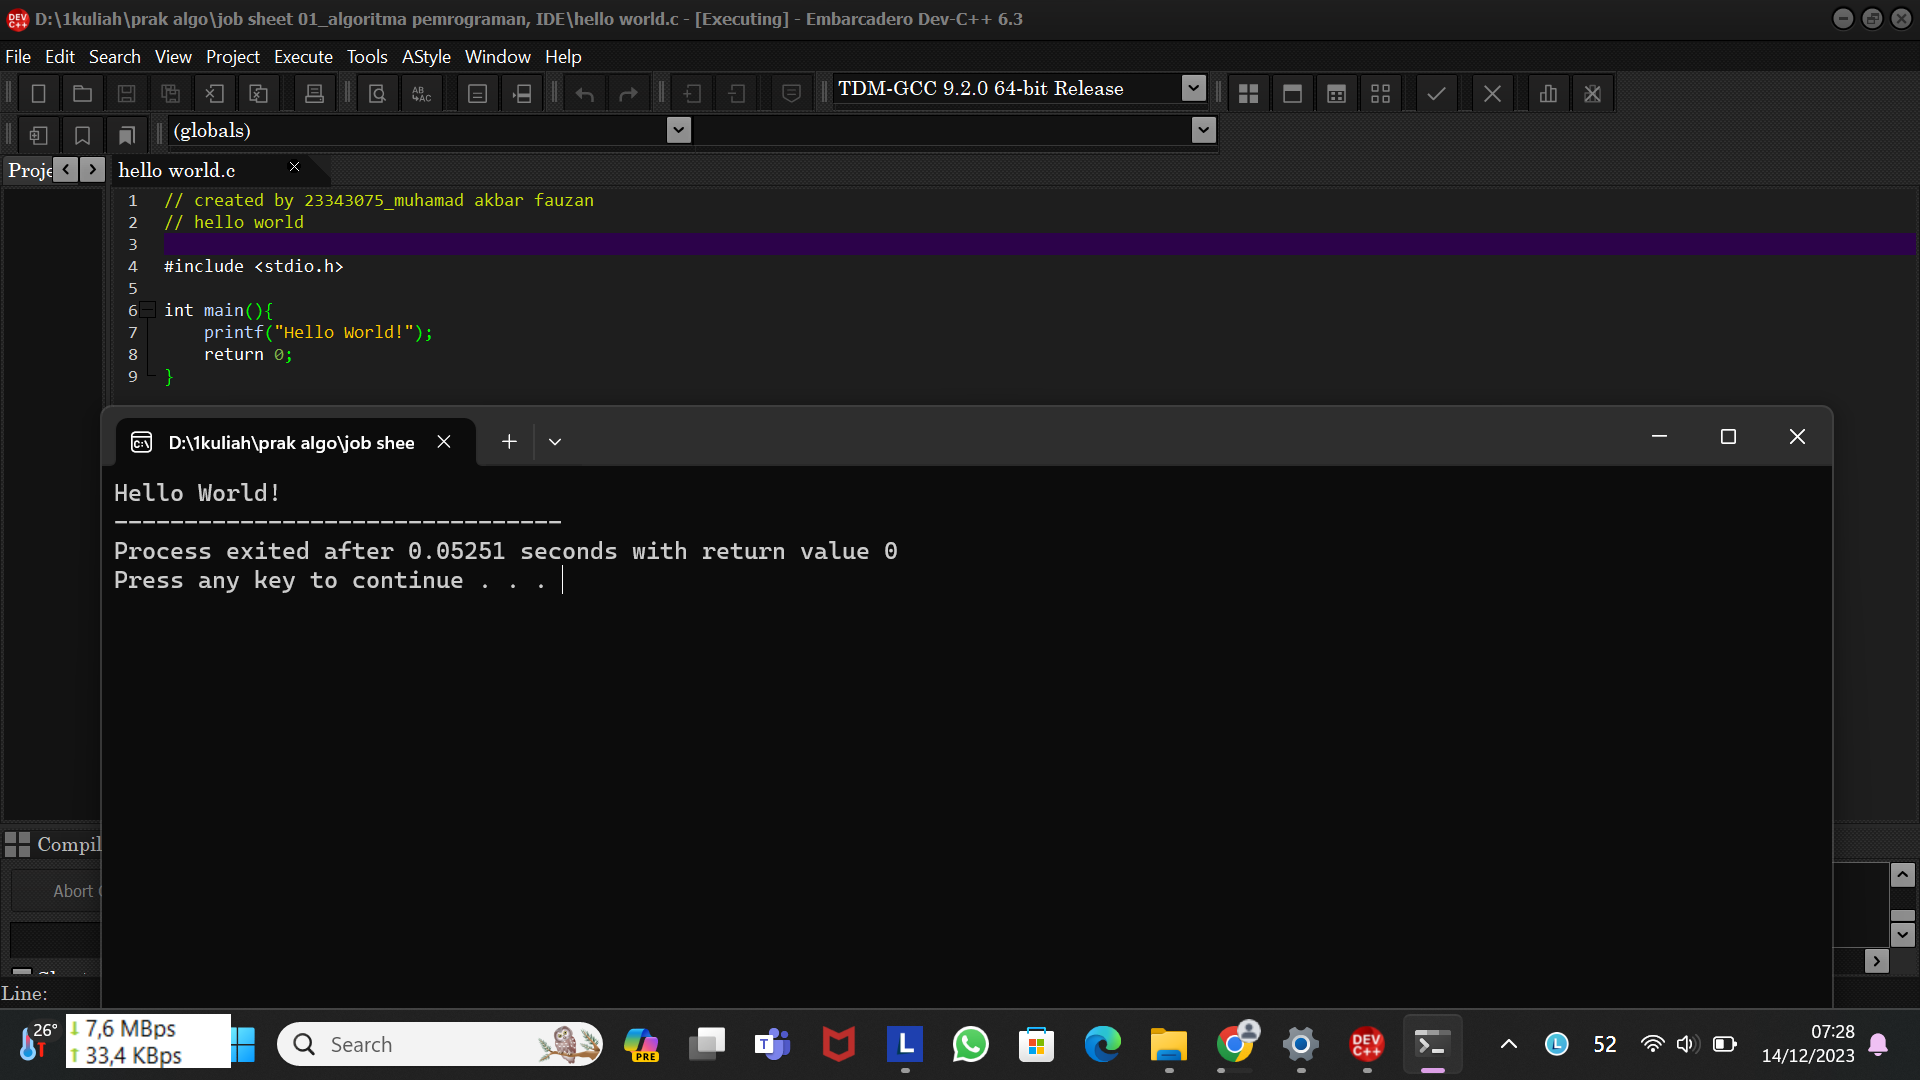 D:\1kuliah\prak algo\job sheet 01_algoritma pemrograman, IDE\hello world.c - [Executing] - Embarcadero Dev-C++ 6.3
File Edit Search View Project Execute Tools AStyle Window Help
TDM-GCC 9.2.0 64-bit Release
(globals)
Proje
hello world.c
1 // created by 23343075_muhamad akbar fauzan
2 // hello world
3
4 #include <stdio.h>
5
6 int main(){
7 printf("Hello World!");
8 return 0;
9 }
D:\1kuliah\prak algo\job shee
Hello World!
--------------------------------
Process exited after 0.05251 seconds with return value 0
Press any key to continue . . .
Compil
Abort
Line:
26°
↓ 7,6 MBps
↑ 33,4 KBps
Search
PRE
DEV C++
52
07:28
14/12/2023